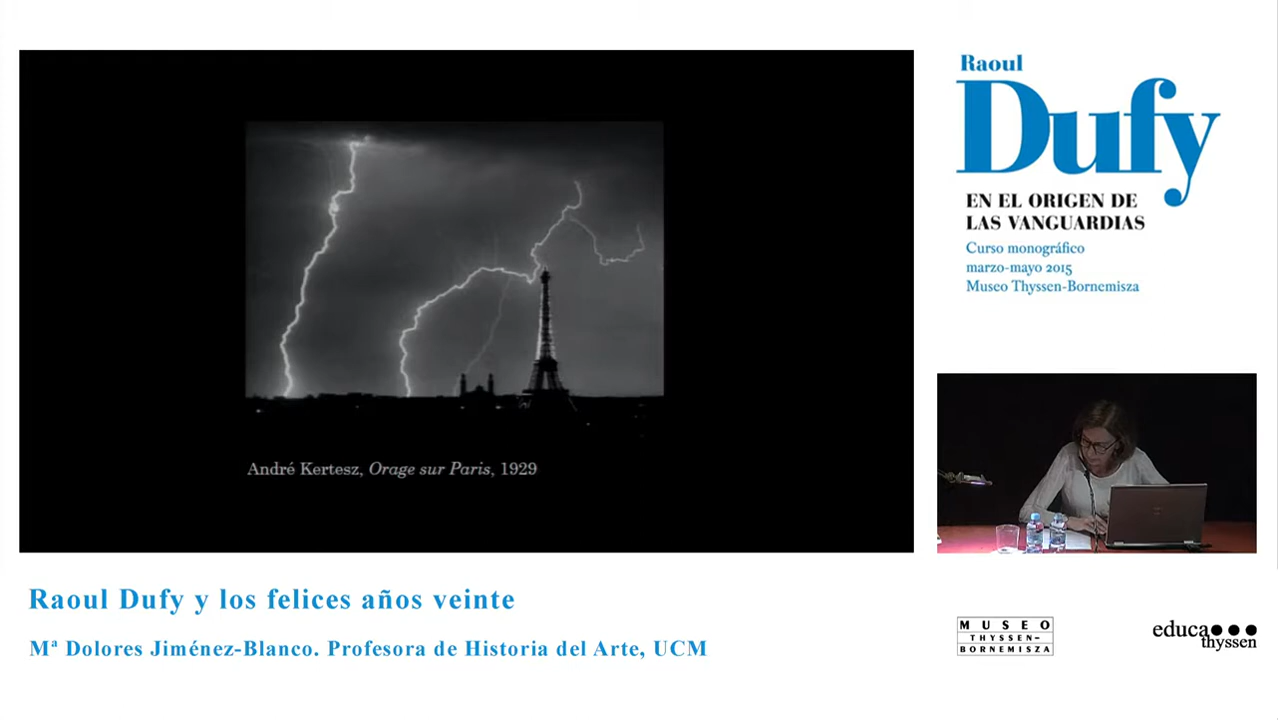 Raoul
Dufy
EN EL ORIGEN DE
LAS VANGUARDIAS
Curso monográfico
marzo-mayo 2015
Museo Thyssen-Bornemisza
André Kertesz, Orage sur Paris, 1929
Raoul Dufy y los felices años veinte
Mª Dolores Jiménez-Blanco. Profesora de Historia del Arte, UCM
MUSEO
THYSSEN-
BORNEMISZA
educa
thyssen